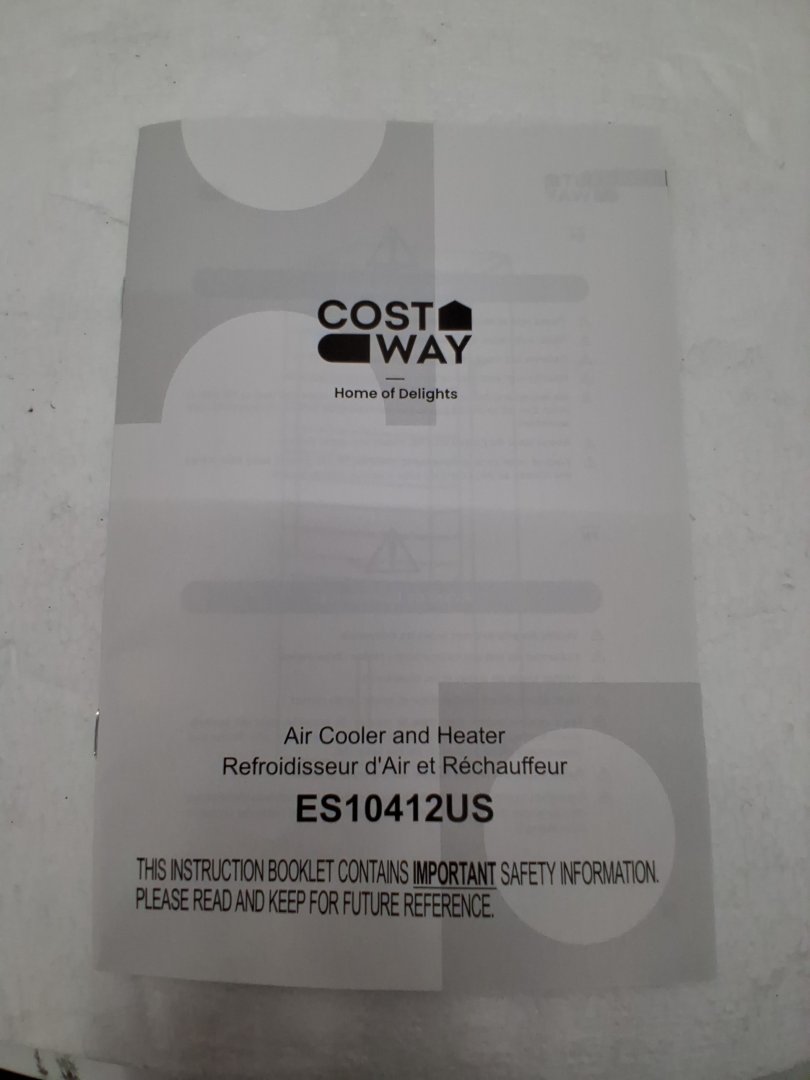 COST
WAY
Home of Delights
Air Cooler and Heater
Refroidisseur d'Air et Réchauffeur
ES10412US
THIS INSTRUCTION BOOKLET CONTAINS IMPORTANT SAFETY INFORMATION.
PLEASE READ AND KEEP FOR FUTURE REFERENCE.